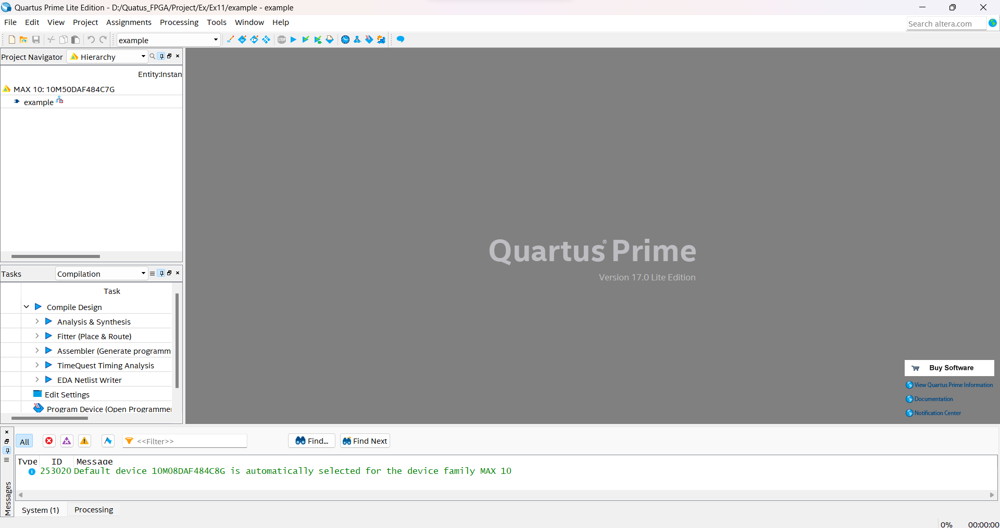 Quartus Prime Lite Edition - D:/Quatus_FPGA/Project/Ex/Ex11/example - example
File Edit View Project Assignments Processing Tools Window Help
Search altera.com
example
STOP
Project Navigator Hierarchy
Entity:Instan
MAX 10: 10M50DAF484C7G
example
Quartus® Prime
Version 17.0 Lite Edition
Tasks Compilation
Task
Compile Design
Analysis & Synthesis
Fitter (Place & Route)
Assembler (Generate programm
TimeQuest Timing Analysis
EDA Netlist Writer
Edit Settings
Program Device (Open Programmer
Buy Software
View Quartus Prime Information
Documentation
Notification Center
All <<Filter>> Find... Find Next
Type ID Message
253020 Default device 10M08DAF484C8G is automatically selected for the device family MAX 10
Messages
System (1) Processing
0% 00:00:00